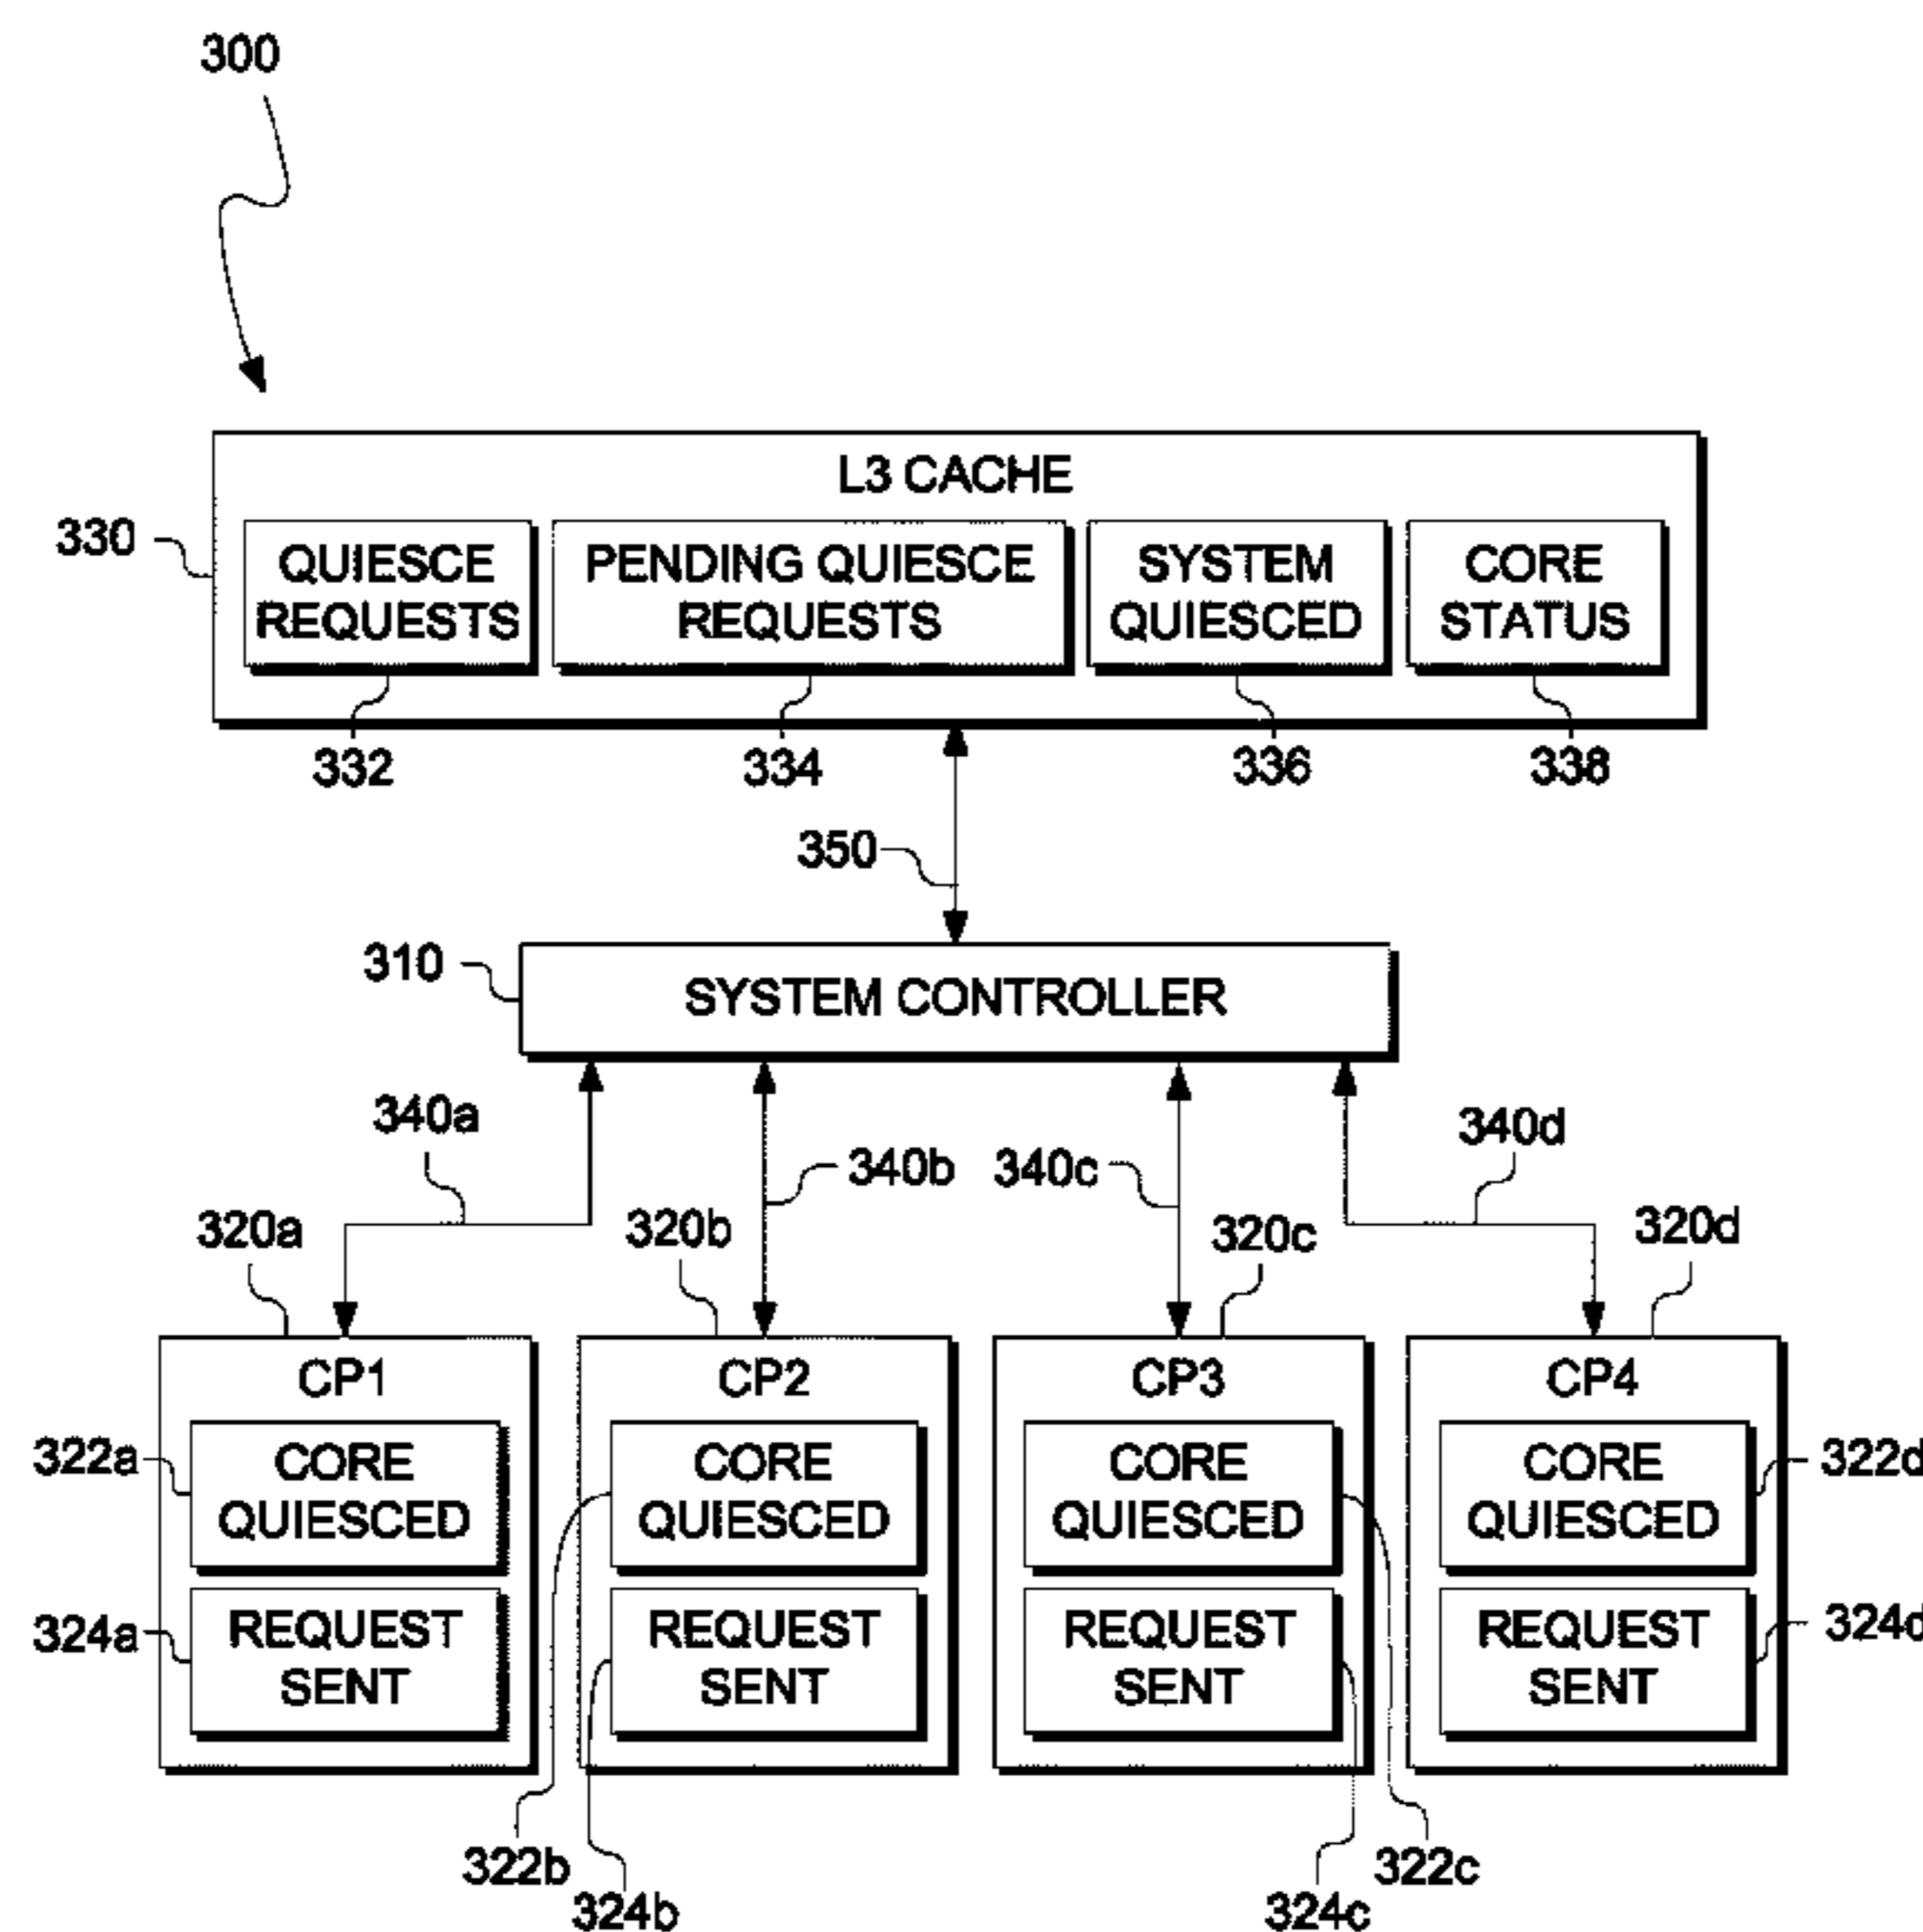 300
L3 CACHE
330
QUIESCE REQUESTS
PENDING QUIESCE REQUESTS
SYSTEM QUIESCED
CORE STATUS
332
334
336
338
350
310
SYSTEM CONTROLLER
340a
340b
340c
340d
320a
320b
320c
320d
CP1
CP2
CP3
CP4
322a
CORE QUIESCED
CORE QUIESCED
CORE QUIESCED
CORE QUIESCED
322d
324a
REQUEST SENT
REQUEST SENT
REQUEST SENT
REQUEST SENT
324d
322b
324b
322c
324c